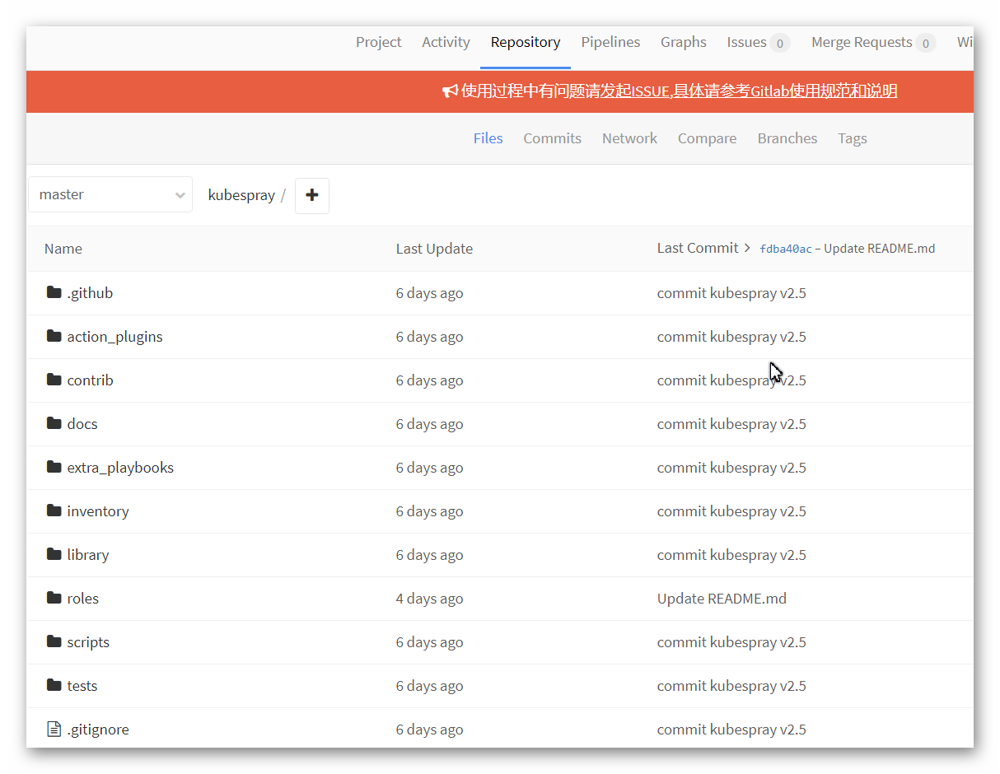 Project Activity Repository Pipelines Graphs Issues 0 Merge Requests 0 Wi
使用过程中有问题请发起ISSUE,具体请参考Gitlab使用规范和说明
Files Commits Network Compare Branches Tags
master kubespray /
Name Last Update Last Commit > fdba40ac – Update README.md
.github 6 days ago commit kubespray v2.5
action_plugins 6 days ago commit kubespray v2.5
contrib 6 days ago commit kubespray v2.5
docs 6 days ago commit kubespray v2.5
extra_playbooks 6 days ago commit kubespray v2.5
inventory 6 days ago commit kubespray v2.5
library 6 days ago commit kubespray v2.5
roles 4 days ago Update README.md
scripts 6 days ago commit kubespray v2.5
tests 6 days ago commit kubespray v2.5
.gitignore 6 days ago commit kubespray v2.5